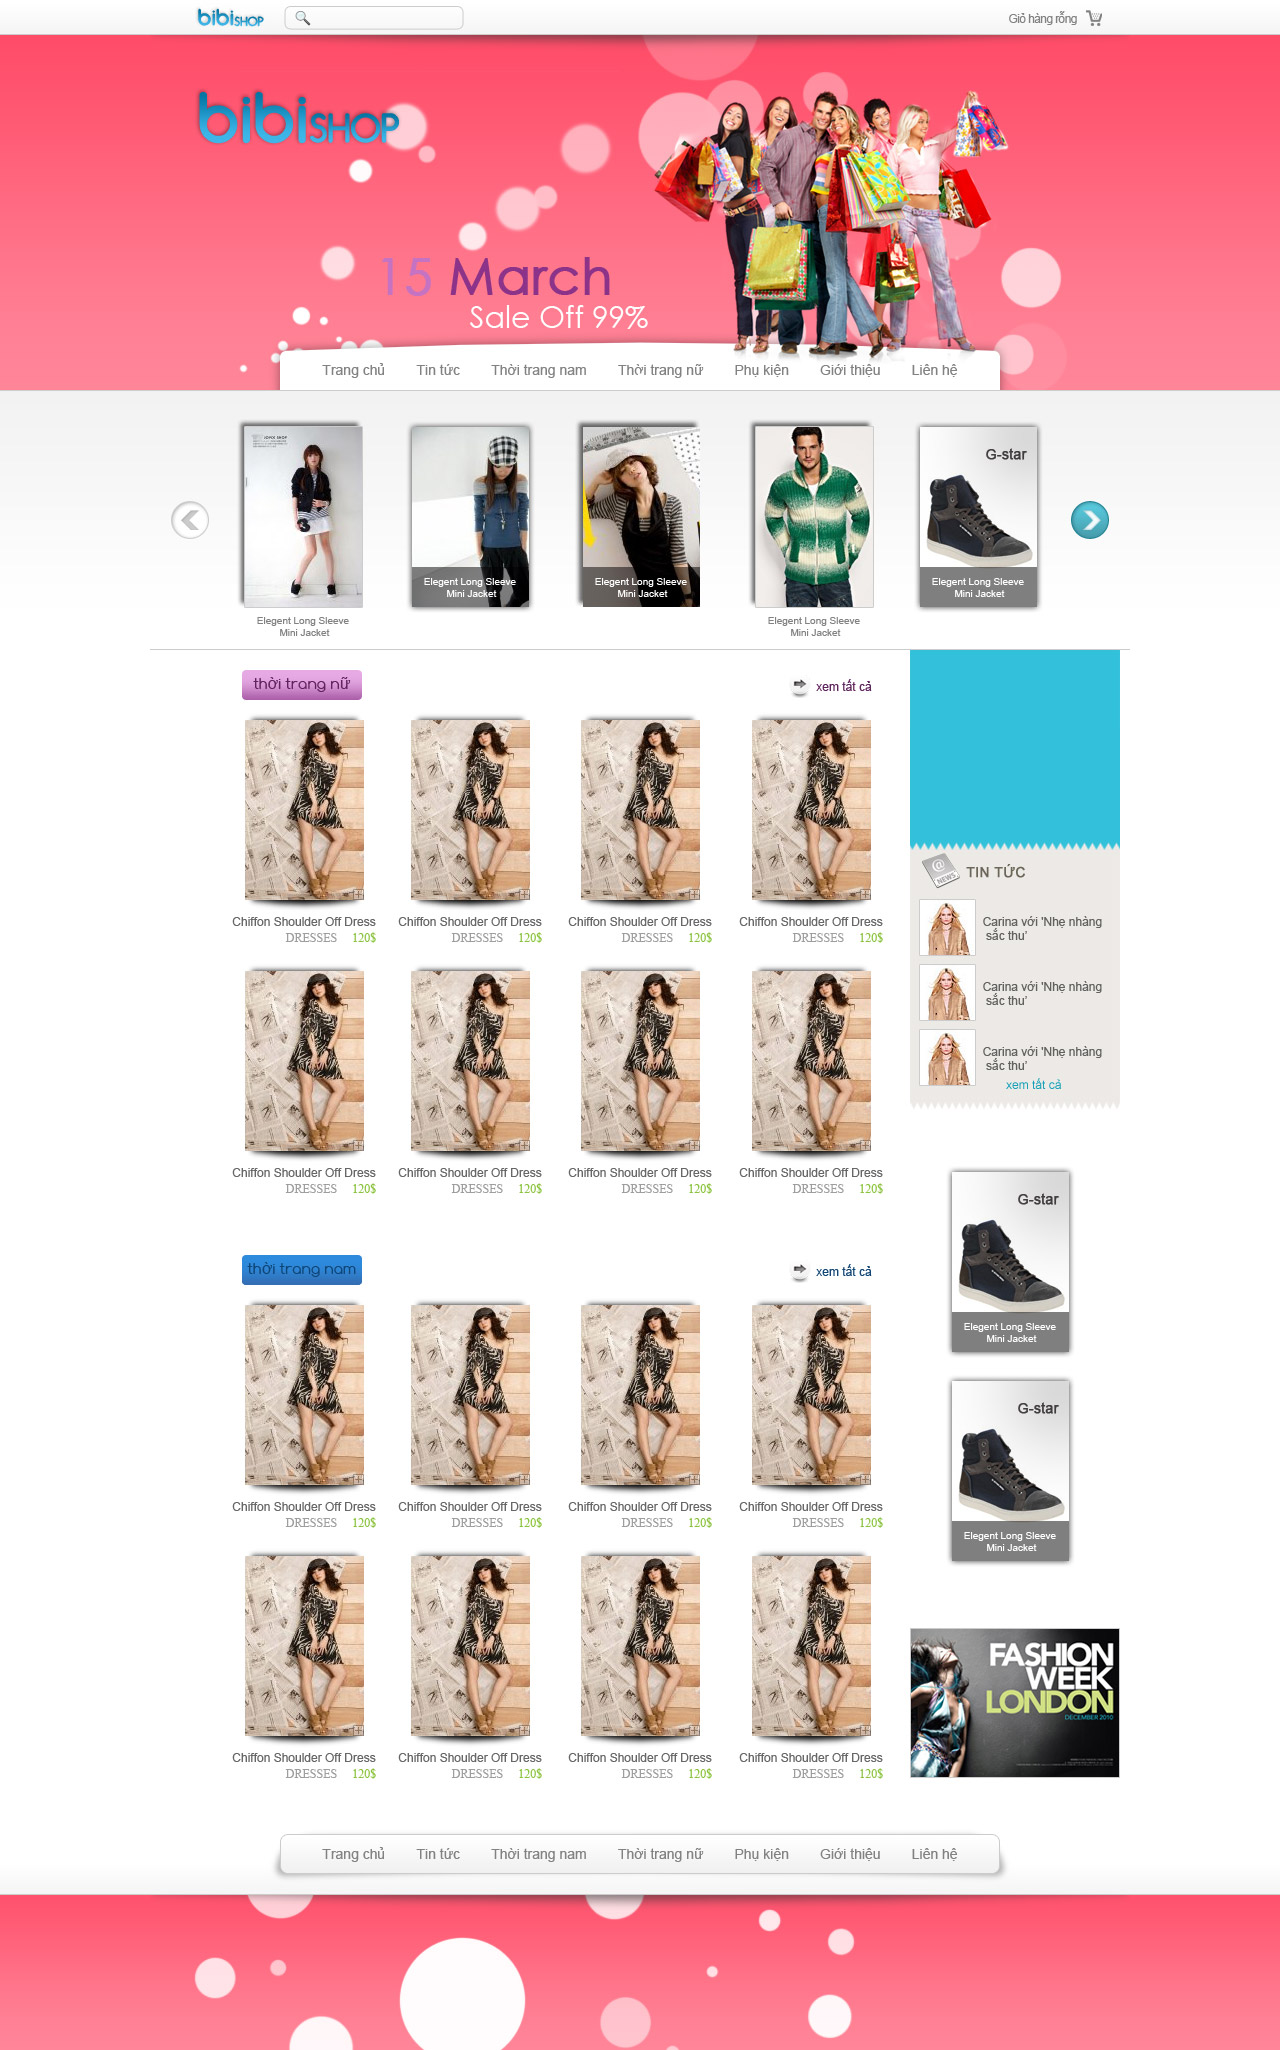 bibiSHOP
Giỏ hàng rỗng
bibiSHOP
15 March
Sale Off 99%
Trang chủ Tin tức Thời trang nam Thời trang nữ Phụ kiện Giới thiệu Liên hệ
JOVIX SHOP
G-star
Elegent Long Sleeve
Mini Jacket
Elegent Long Sleeve
Mini Jacket
Elegent Long Sleeve
Mini Jacket
Elegent Long Sleeve
Mini Jacket
Elegent Long Sleeve
Mini Jacket
thời trang nữ
xem tất cả
Chiffon Shoulder Off Dress
DRESSES 120$
Chiffon Shoulder Off Dress
DRESSES 120$
Chiffon Shoulder Off Dress
DRESSES 120$
Chiffon Shoulder Off Dress
DRESSES 120$
Chiffon Shoulder Off Dress
DRESSES 120$
Chiffon Shoulder Off Dress
DRESSES 120$
Chiffon Shoulder Off Dress
DRESSES 120$
Chiffon Shoulder Off Dress
DRESSES 120$
@
NEWS
TIN TỨC
Carina với 'Nhẹ nhàng
sắc thu'
Carina với 'Nhẹ nhàng
sắc thu'
Carina với 'Nhẹ nhàng
sắc thu'
xem tất cả
G-star
Elegent Long Sleeve
Mini Jacket
G-star
Elegent Long Sleeve
Mini Jacket
thời trang nam
xem tất cả
Chiffon Shoulder Off Dress
DRESSES 120$
Chiffon Shoulder Off Dress
DRESSES 120$
Chiffon Shoulder Off Dress
DRESSES 120$
Chiffon Shoulder Off Dress
DRESSES 120$
Chiffon Shoulder Off Dress
DRESSES 120$
Chiffon Shoulder Off Dress
DRESSES 120$
Chiffon Shoulder Off Dress
DRESSES 120$
Chiffon Shoulder Off Dress
DRESSES 120$
FASHION
WEEK
LONDON
DECEMBER 2010
Trang chủ Tin tức Thời trang nam Thời trang nữ Phụ kiện Giới thiệu Liên hệ